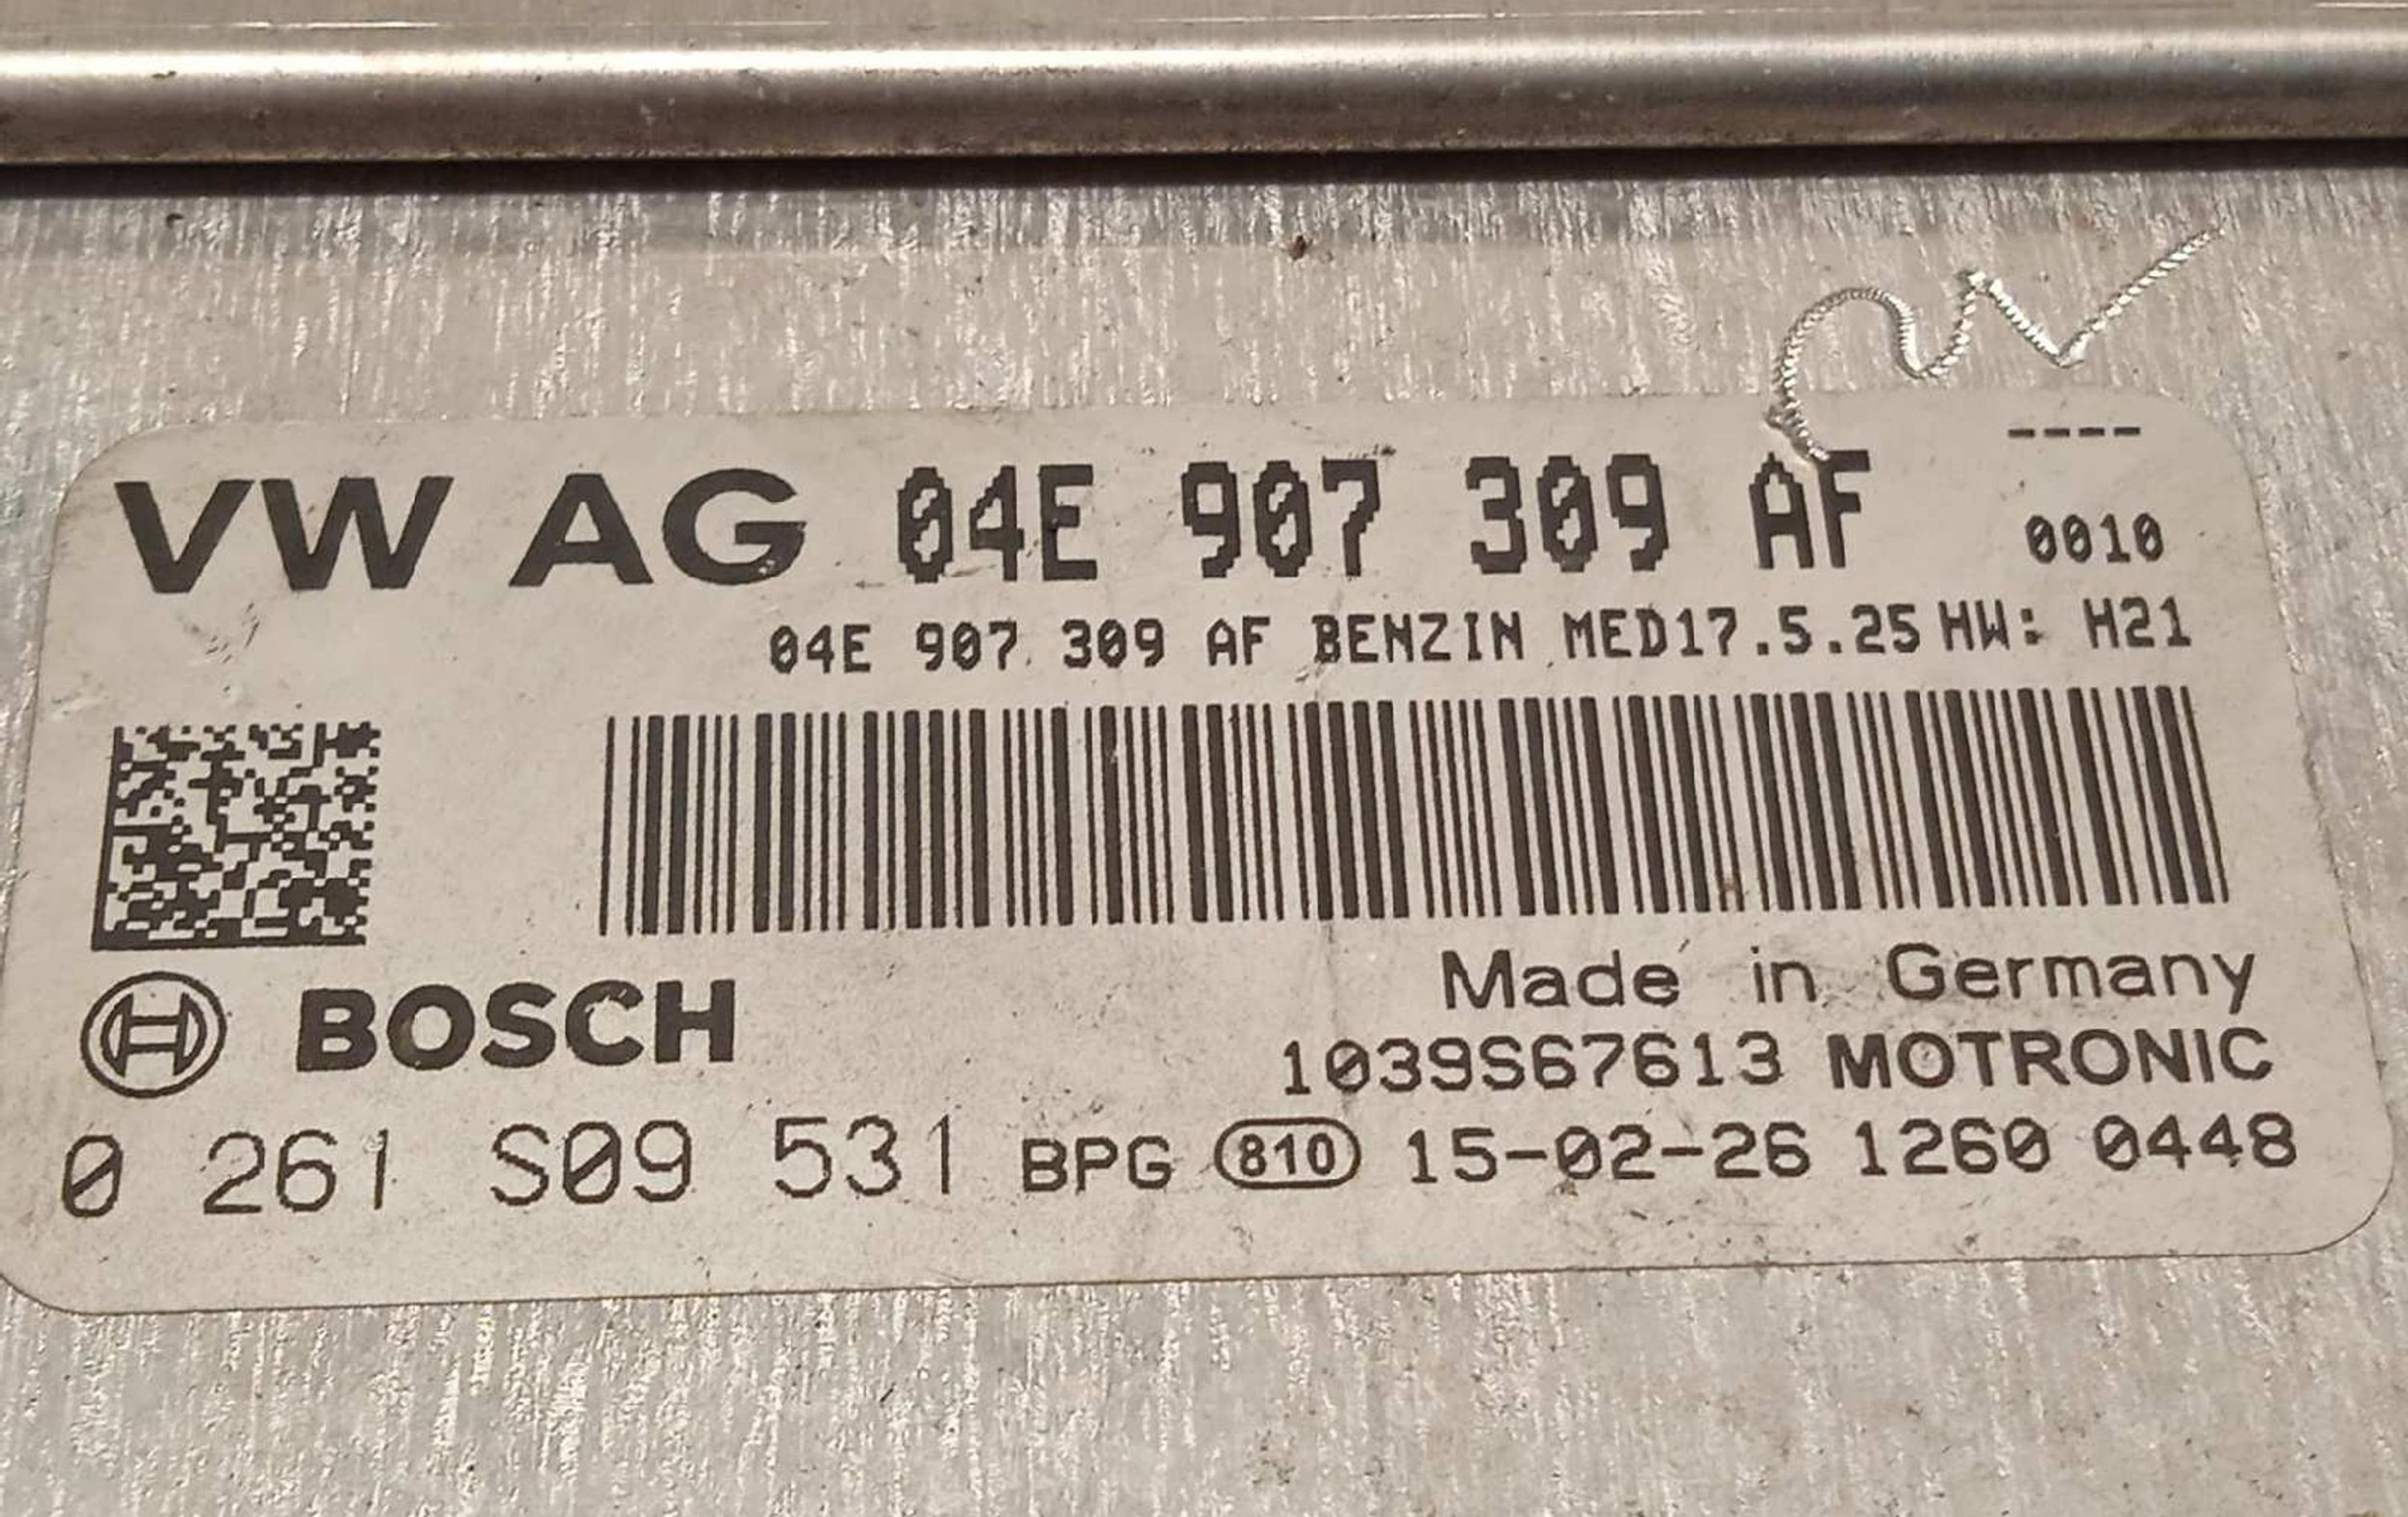 ----
VW AG 04E 907 309 AF 0010
04E 907 309 AF BENZIN MED17.5.25 HW: H21
Made in Germany
BOSCH 1039S67613 MOTRONIC
0 261 S09 531 BPG 810 15-02-26 1260 0448